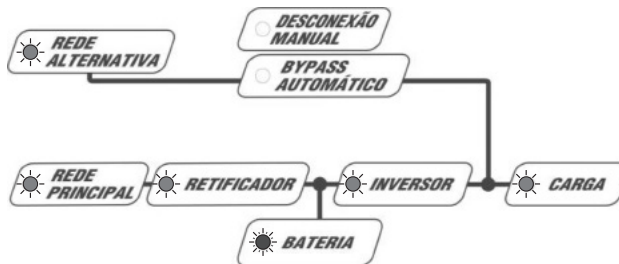 DESCONEXÃO
MANUAL
REDE
ALTERNATIVA
BYPASS
AUTOMÁTICO
REDE
PRINCIPAL
RETIFICADOR
INVERSOR
CARGA
BATERIA